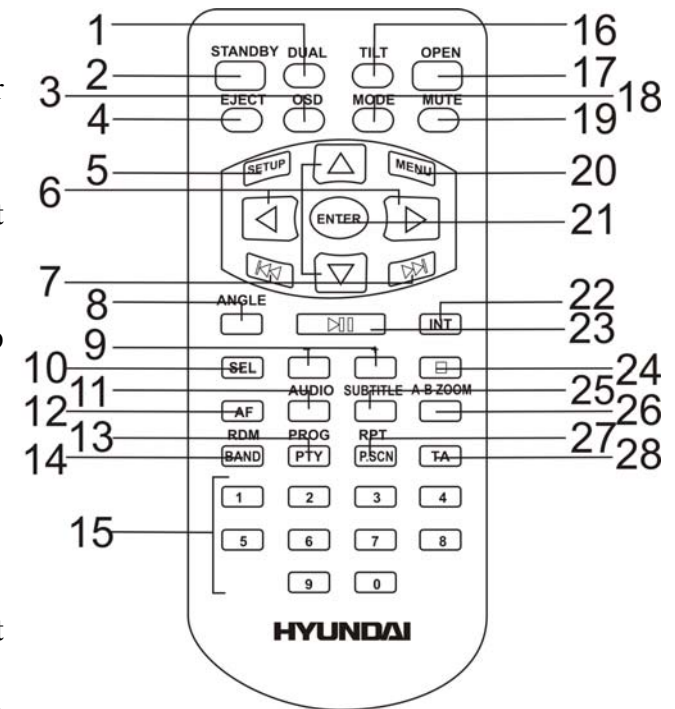 1 16
STANDBY DUAL TILT OPEN
2 17
3 18
EJECT OSD MODE MUTE
4 19
5 SETUP MENU 20
6 ENTER 21
7
8 ANGLE 22
INT 23
9
10 SEL 24
11 AUDIO SUBTITLE A-B ZOOM 25
12 AF 26
13 RDM PROG RPT 27
14 BAND PTY P.SCN TA 28
1 2 3 4
15
5 6 7 8
9 0
HYUNDAI